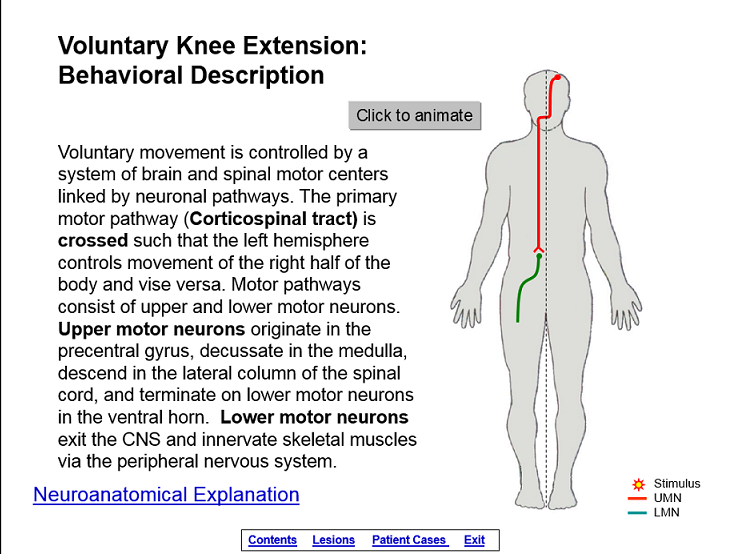 Voluntary Knee Extension:
Behavioral Description
Click to animate
Voluntary movement is controlled by a
system of brain and spinal motor centers
linked by neuronal pathways. The primary
motor pathway (Corticospinal tract) is
crossed such that the left hemisphere
controls movement of the right half of the
body and vise versa. Motor pathways
consist of upper and lower motor neurons.
Upper motor neurons originate in the
precentral gyrus, decussate in the medulla,
descend in the lateral column of the spinal
cord, and terminate on lower motor neurons
in the ventral horn. Lower motor neurons
exit the CNS and innervate skeletal muscles
via the peripheral nervous system.
Neuroanatomical Explanation
Stimulus
UMN
LMN
Contents Lesions Patient Cases Exit